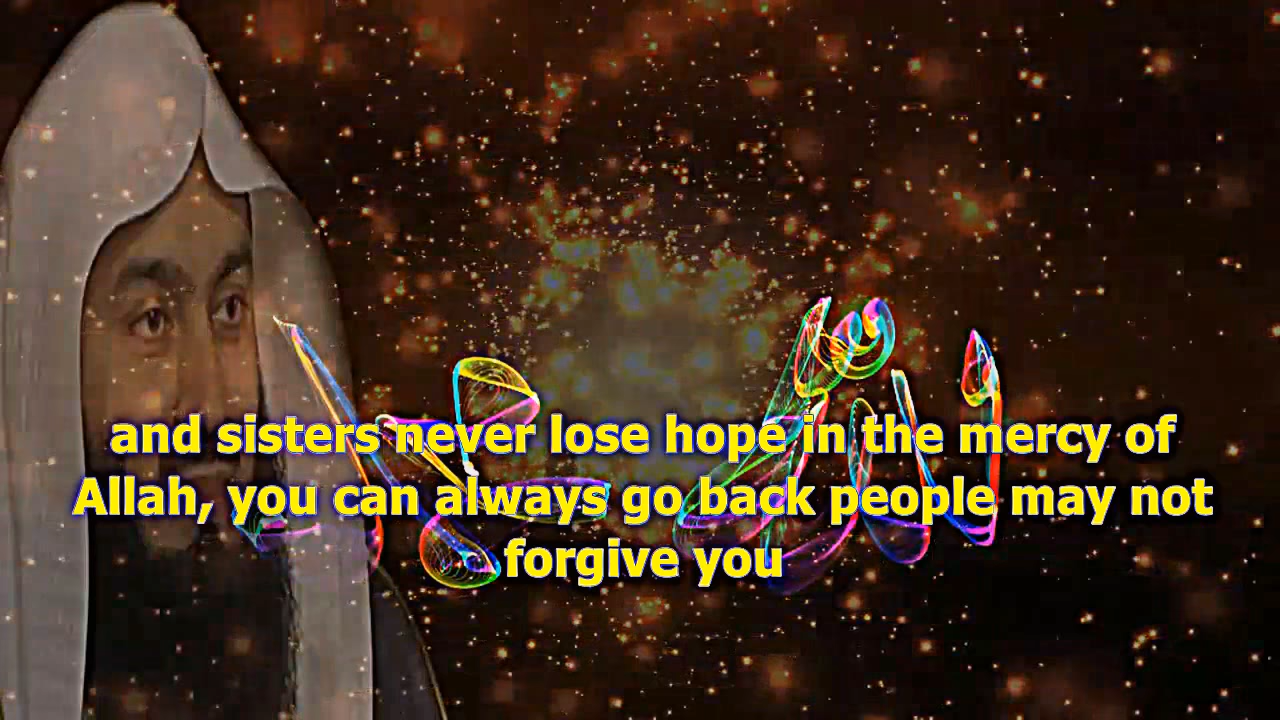 and sisters never lose hope in the mercy of
Allah, you can always go back people may not
forgive you